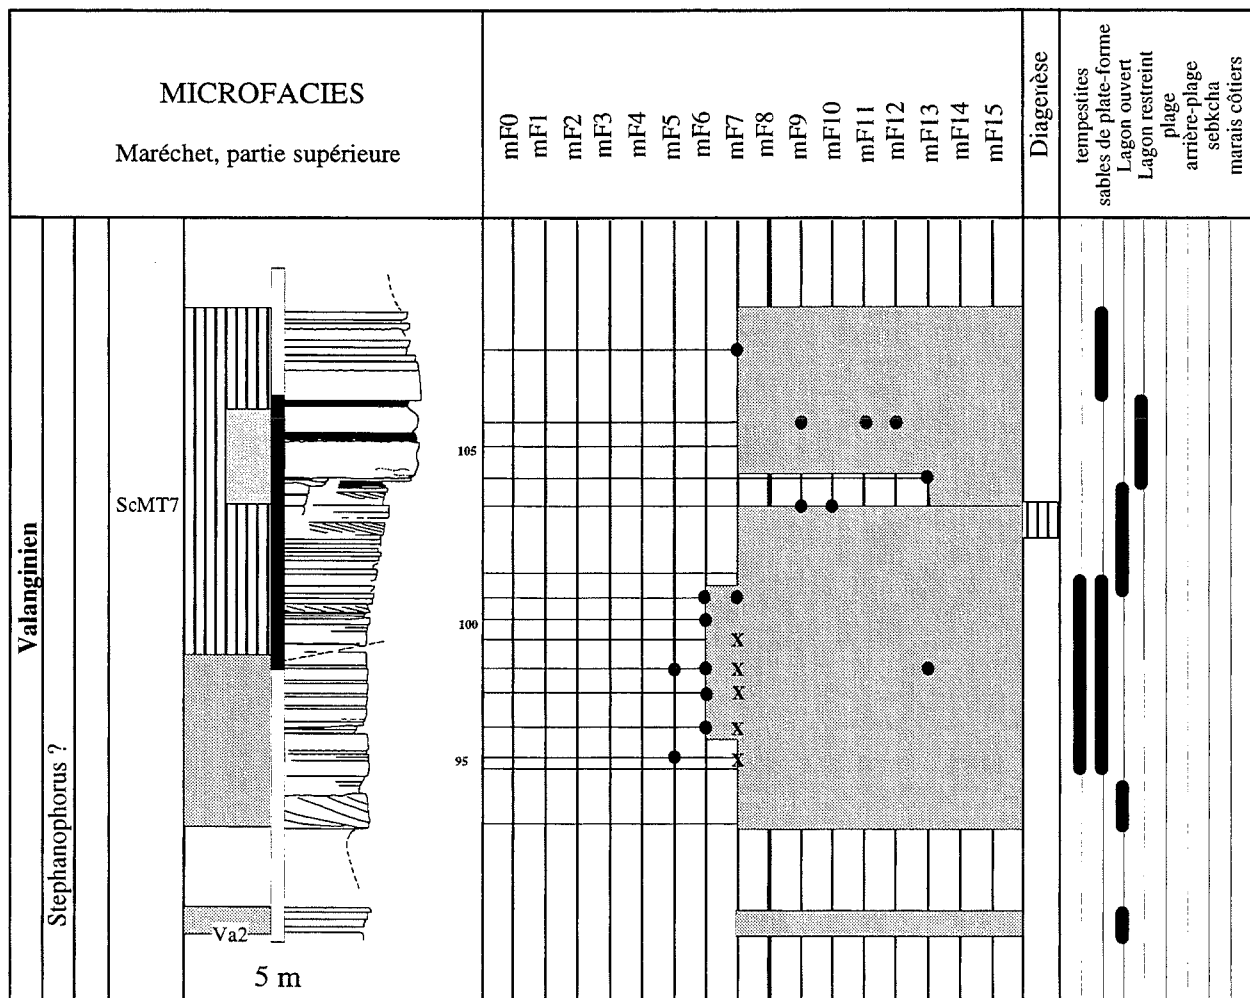 MICROFACIES
Maréchet, partie supérieure
mF0
mF1
mF2
mF3
mF4
mF5
mF6
mF7
mF8
mF9
mF10
mF11
mF12
mF13
mF14
mF15
Diagenèse
tempestites
sables de plate-forme
Lagon ouvert
Lagon restreint
plage
arrière-plage
sebkcha
marais côtiers
Valanginien
Stephanophorus ?
ScMT7
Va2
5 m
105
100
95
X
X
X
X
X